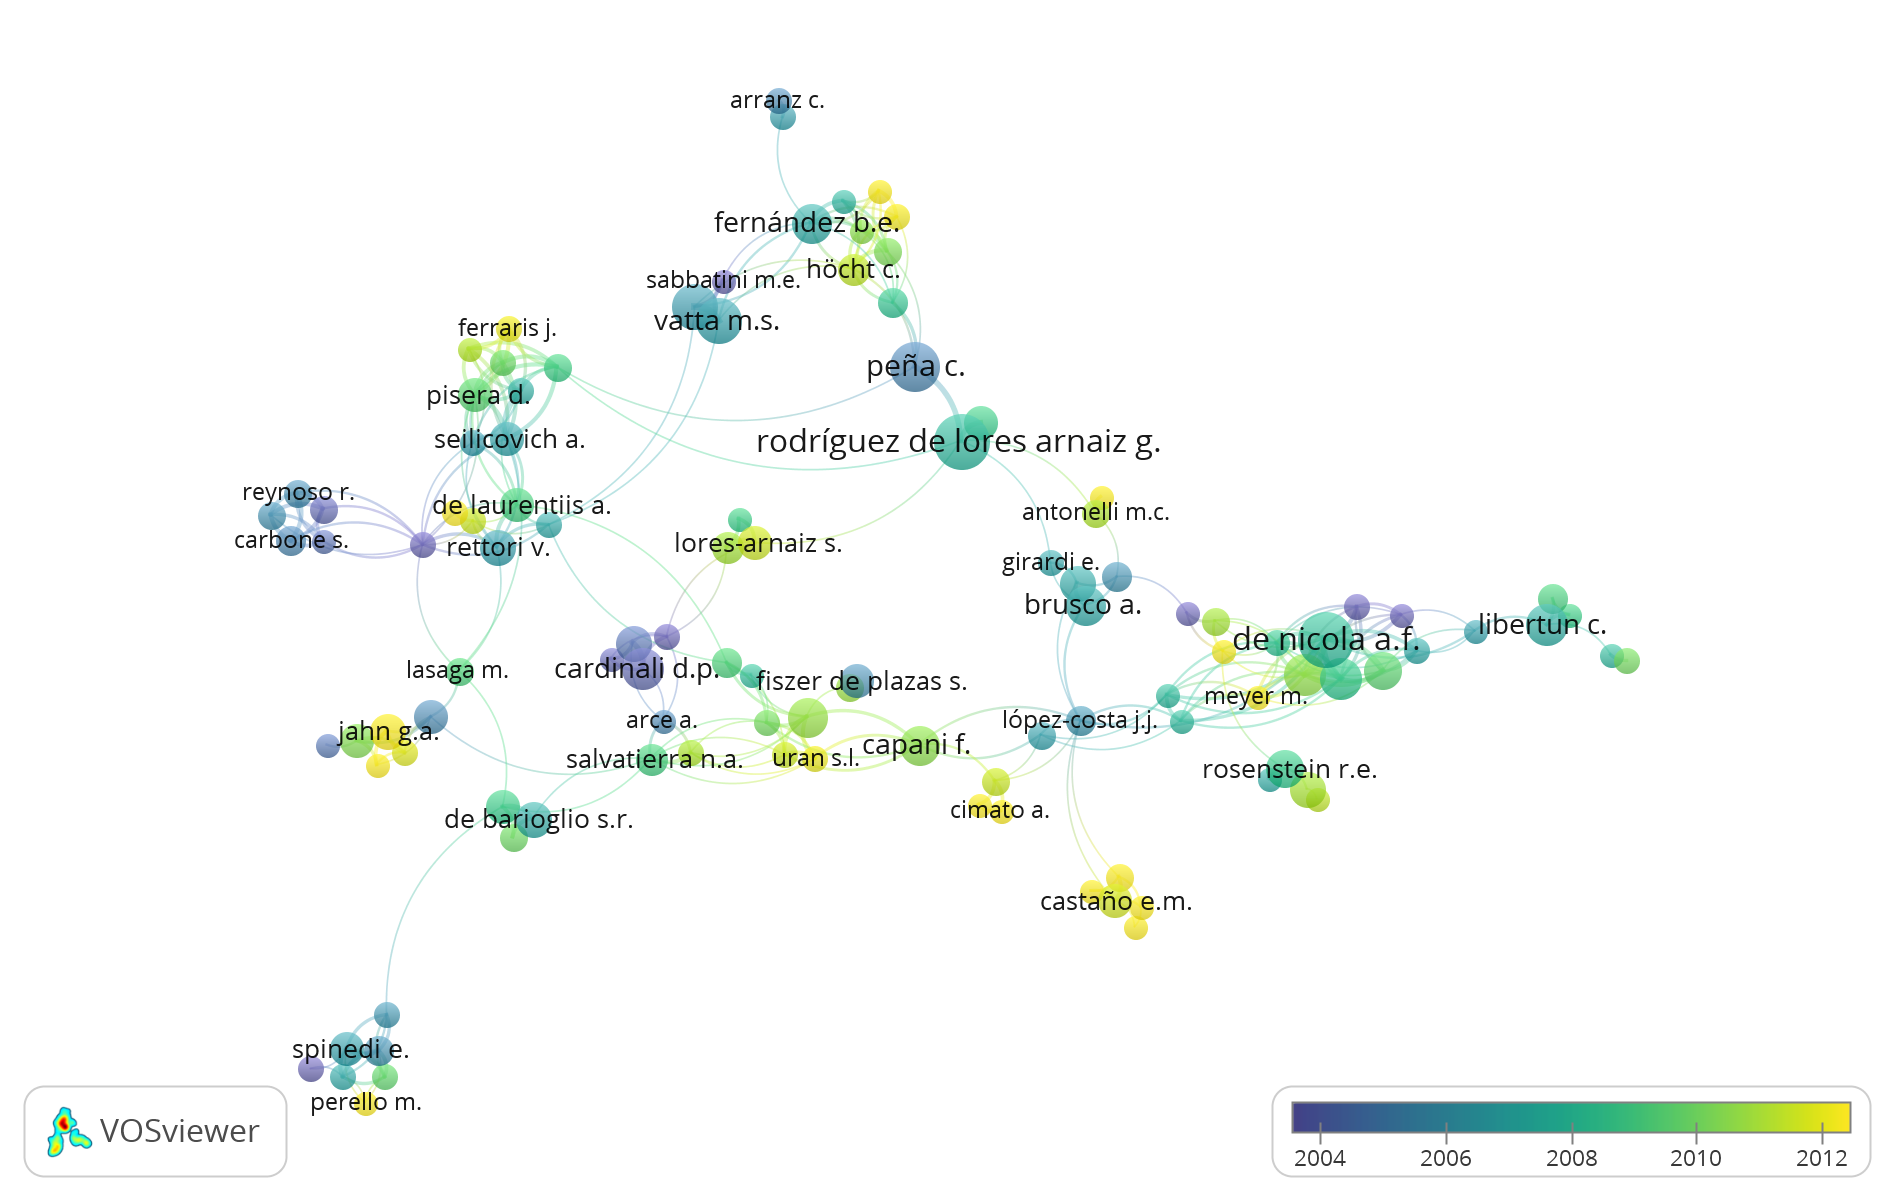 arranz c.
fernández b.e.
höcht c.
sabbatini m.e.
vatta m.s.
ferraris j.
peña c.
pisera d.
seilicovich a.
rodríguez de lores arnaiz g.
reynoso r.
de laurentiis a.
antonelli m.c.
carbone s.
rettori v.
lores-arnaiz s.
girardi e.
brusco a.
libertun c.
de nicola a.f.
lasaga m.
cardinali d.p.
fiszer de plazas s.
meyer m.
arce a.
lópez-costa j.j.
jahn g.a.
capani f.
salvatierra n.a.
uran s.l.
rosenstein r.e.
cimato a.
de barioglio s.r.
castaño e.m.
spinedi e.
perello m.
VOSviewer
2004 2006 2008 2010 2012